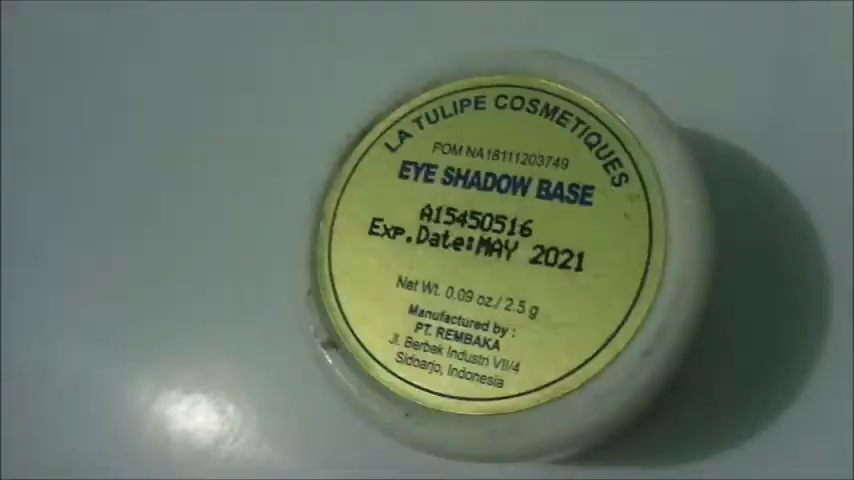 LA TULIPE COSMETIQUES
POM NA18111203749
EYE SHADOW BASE
A15450516
Exp.Date:MAY 2021
Net Wt. 0.09 oz./ 2.5 g
Manufactured by :
PT. REMBAKA
Jl. Berbek Industri VII/4
Sidoarjo, Indonesia